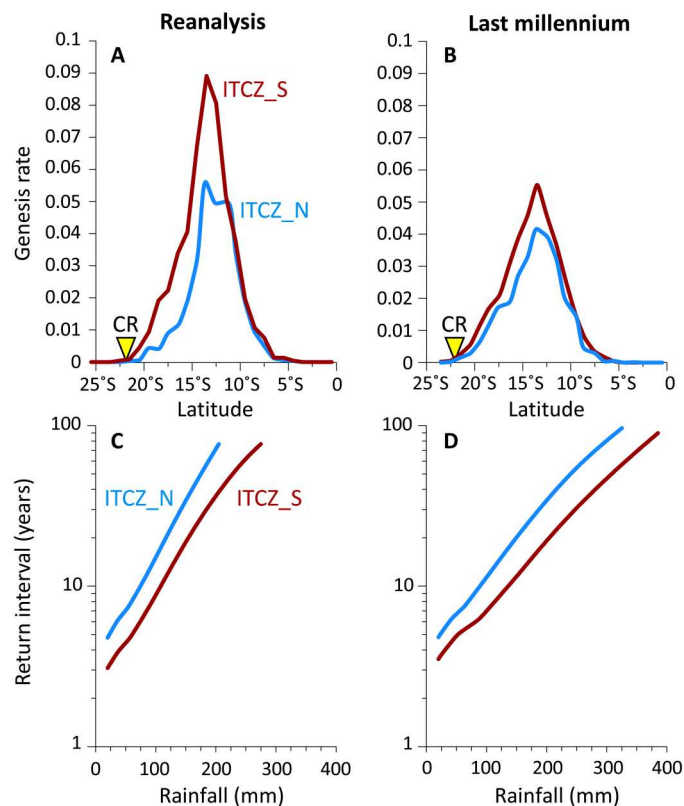 Reanalysis
Last millennium
A
B
0.1
0.09
0.08
0.07
0.06
0.05
0.04
0.03
0.02
0.01
0
Genesis rate
ITCZ_S
ITCZ_N
CR
25°S 20°S 15°S 10°S 5°S 0
Latitude
0.1
0.09
0.08
0.07
0.06
0.05
0.04
0.03
0.02
0.01
0
CR
25°S 20°S 15°S 10°S 5°S 0
Latitude
C
D
100
10
1
Return interval (years)
ITCZ_N
ITCZ_S
0 100 200 300 400
Rainfall (mm)
100
10
1
0 100 200 300 400
Rainfall (mm)